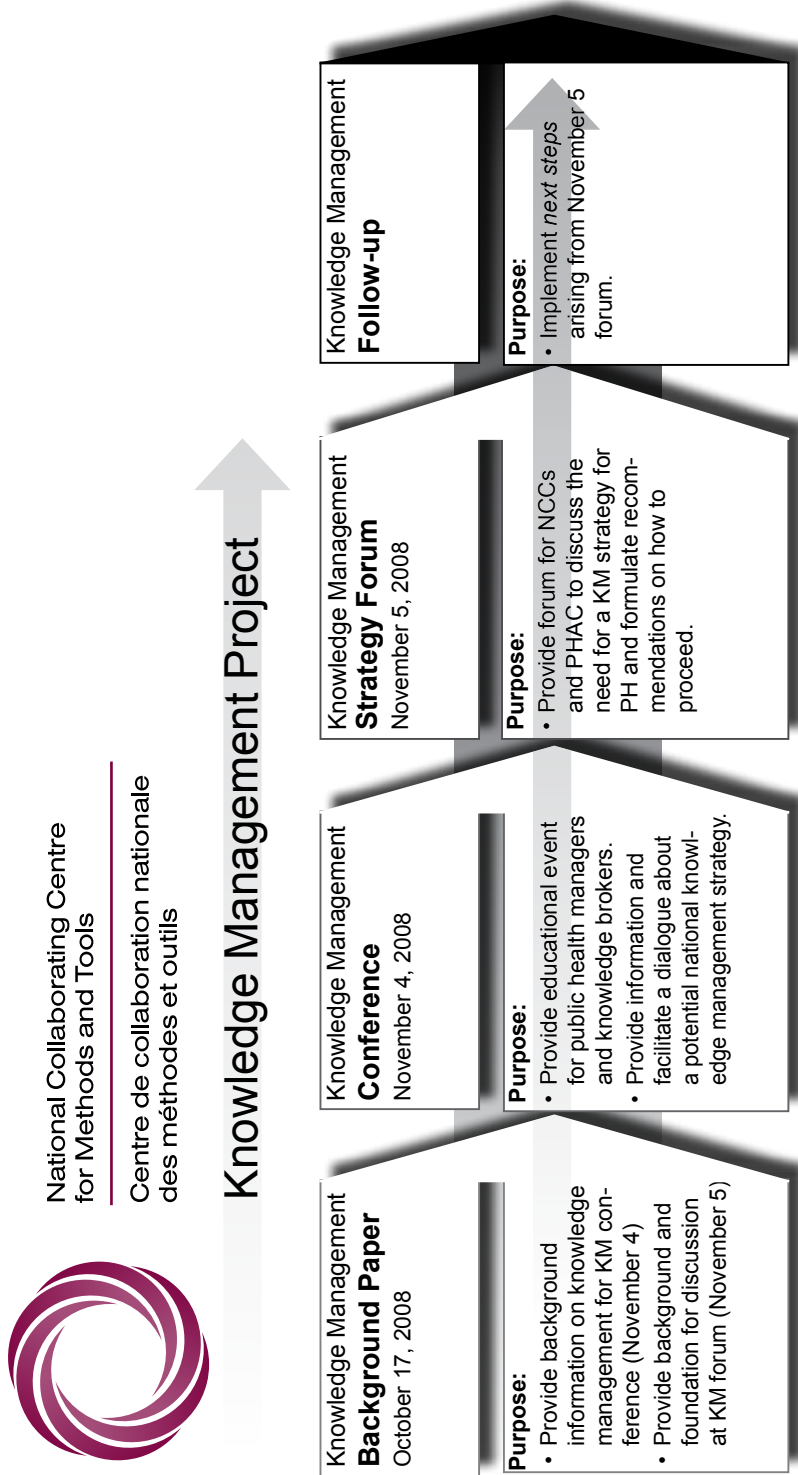 National Collaborating Centre
for Methods and Tools
Centre de collaboration nationale
des méthodes et outils
Knowledge Management Project
Knowledge Management
Background Paper
October 17, 2008
Purpose:
• Provide background
information on knowledge
management for KM con-
ference (November 4)
• Provide background and
foundation for discussion
at KM forum (November 5)
Knowledge Management
Conference
November 4, 2008
Purpose:
• Provide educational event
for public health managers
and knowledge brokers.
• Provide information and
facilitate a dialogue about
a potential national knowl-
edge management strategy.
Knowledge Management
Strategy Forum
November 5, 2008
Purpose:
• Provide forum for NCCs
and PHAC to discuss the
need for a KM strategy for
PH and formulate recom-
mendations on how to
proceed.
Knowledge Management
Follow-up
Purpose:
• Implement next steps
arising from November 5
forum.